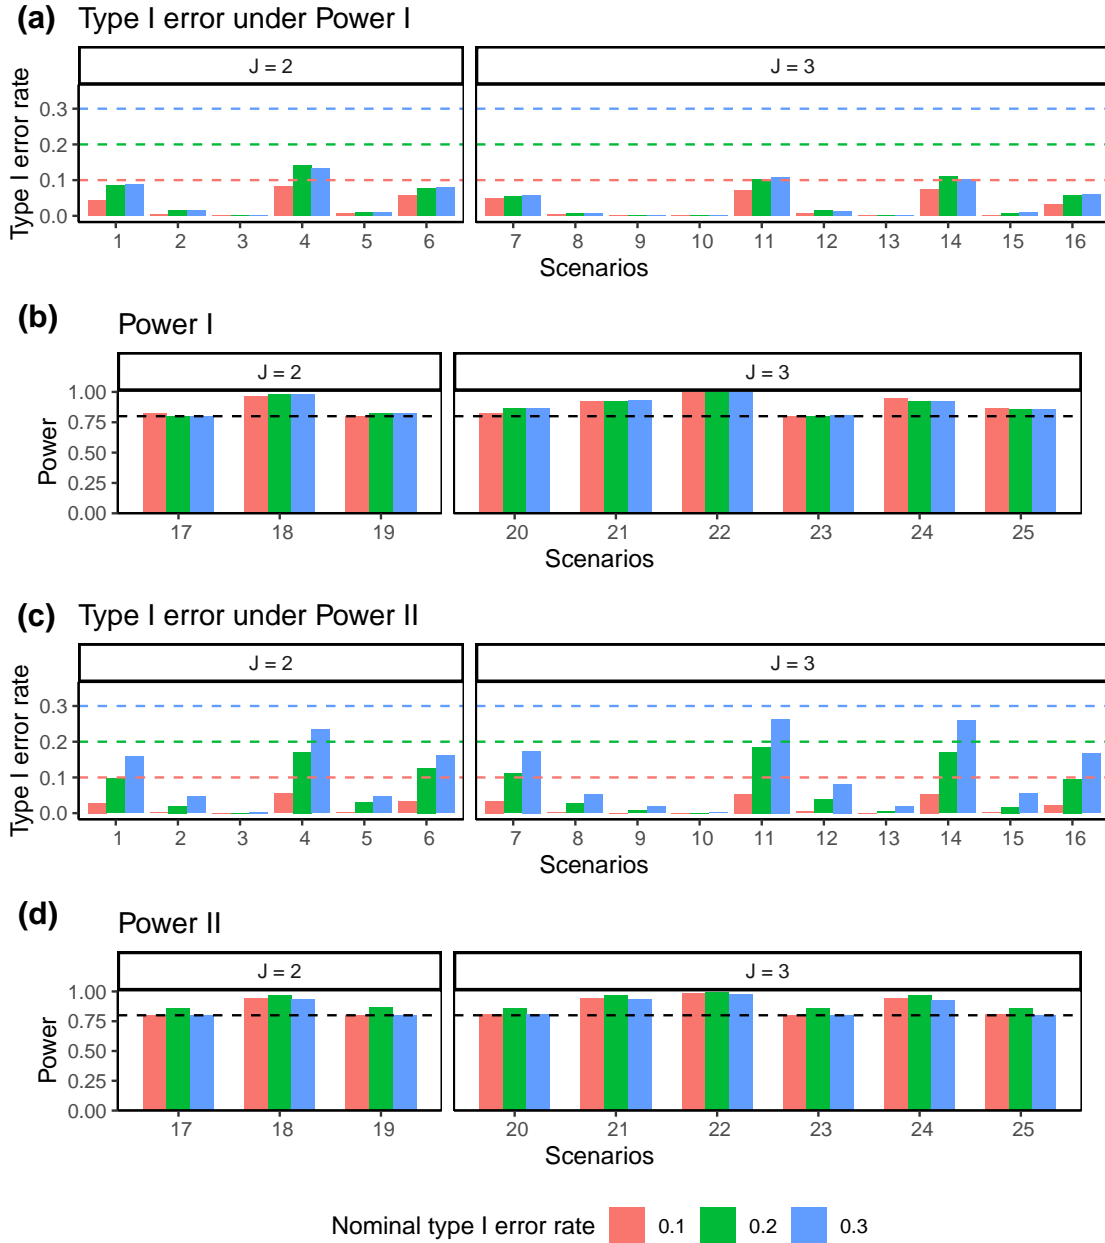 (a) Type I error under Power I
J = 2 J = 3
Type I error rate
0.3
0.2
0.1
0.0
1 2 3 4 5 6 7 8 9 10 11 12 13 14 15 16
Scenarios
(b) Power I
J = 2 J = 3
Power
1.00
0.75
0.50
0.25
0.00
17 18 19 20 21 22 23 24 25
Scenarios
(c) Type I error under Power II
J = 2 J = 3
Type I error rate
0.3
0.2
0.1
0.0
1 2 3 4 5 6 7 8 9 10 11 12 13 14 15 16
Scenarios
(d) Power II
J = 2 J = 3
Power
1.00
0.75
0.50
0.25
0.00
17 18 19 20 21 22 23 24 25
Scenarios
Nominal type I error rate 0.1 0.2 0.3